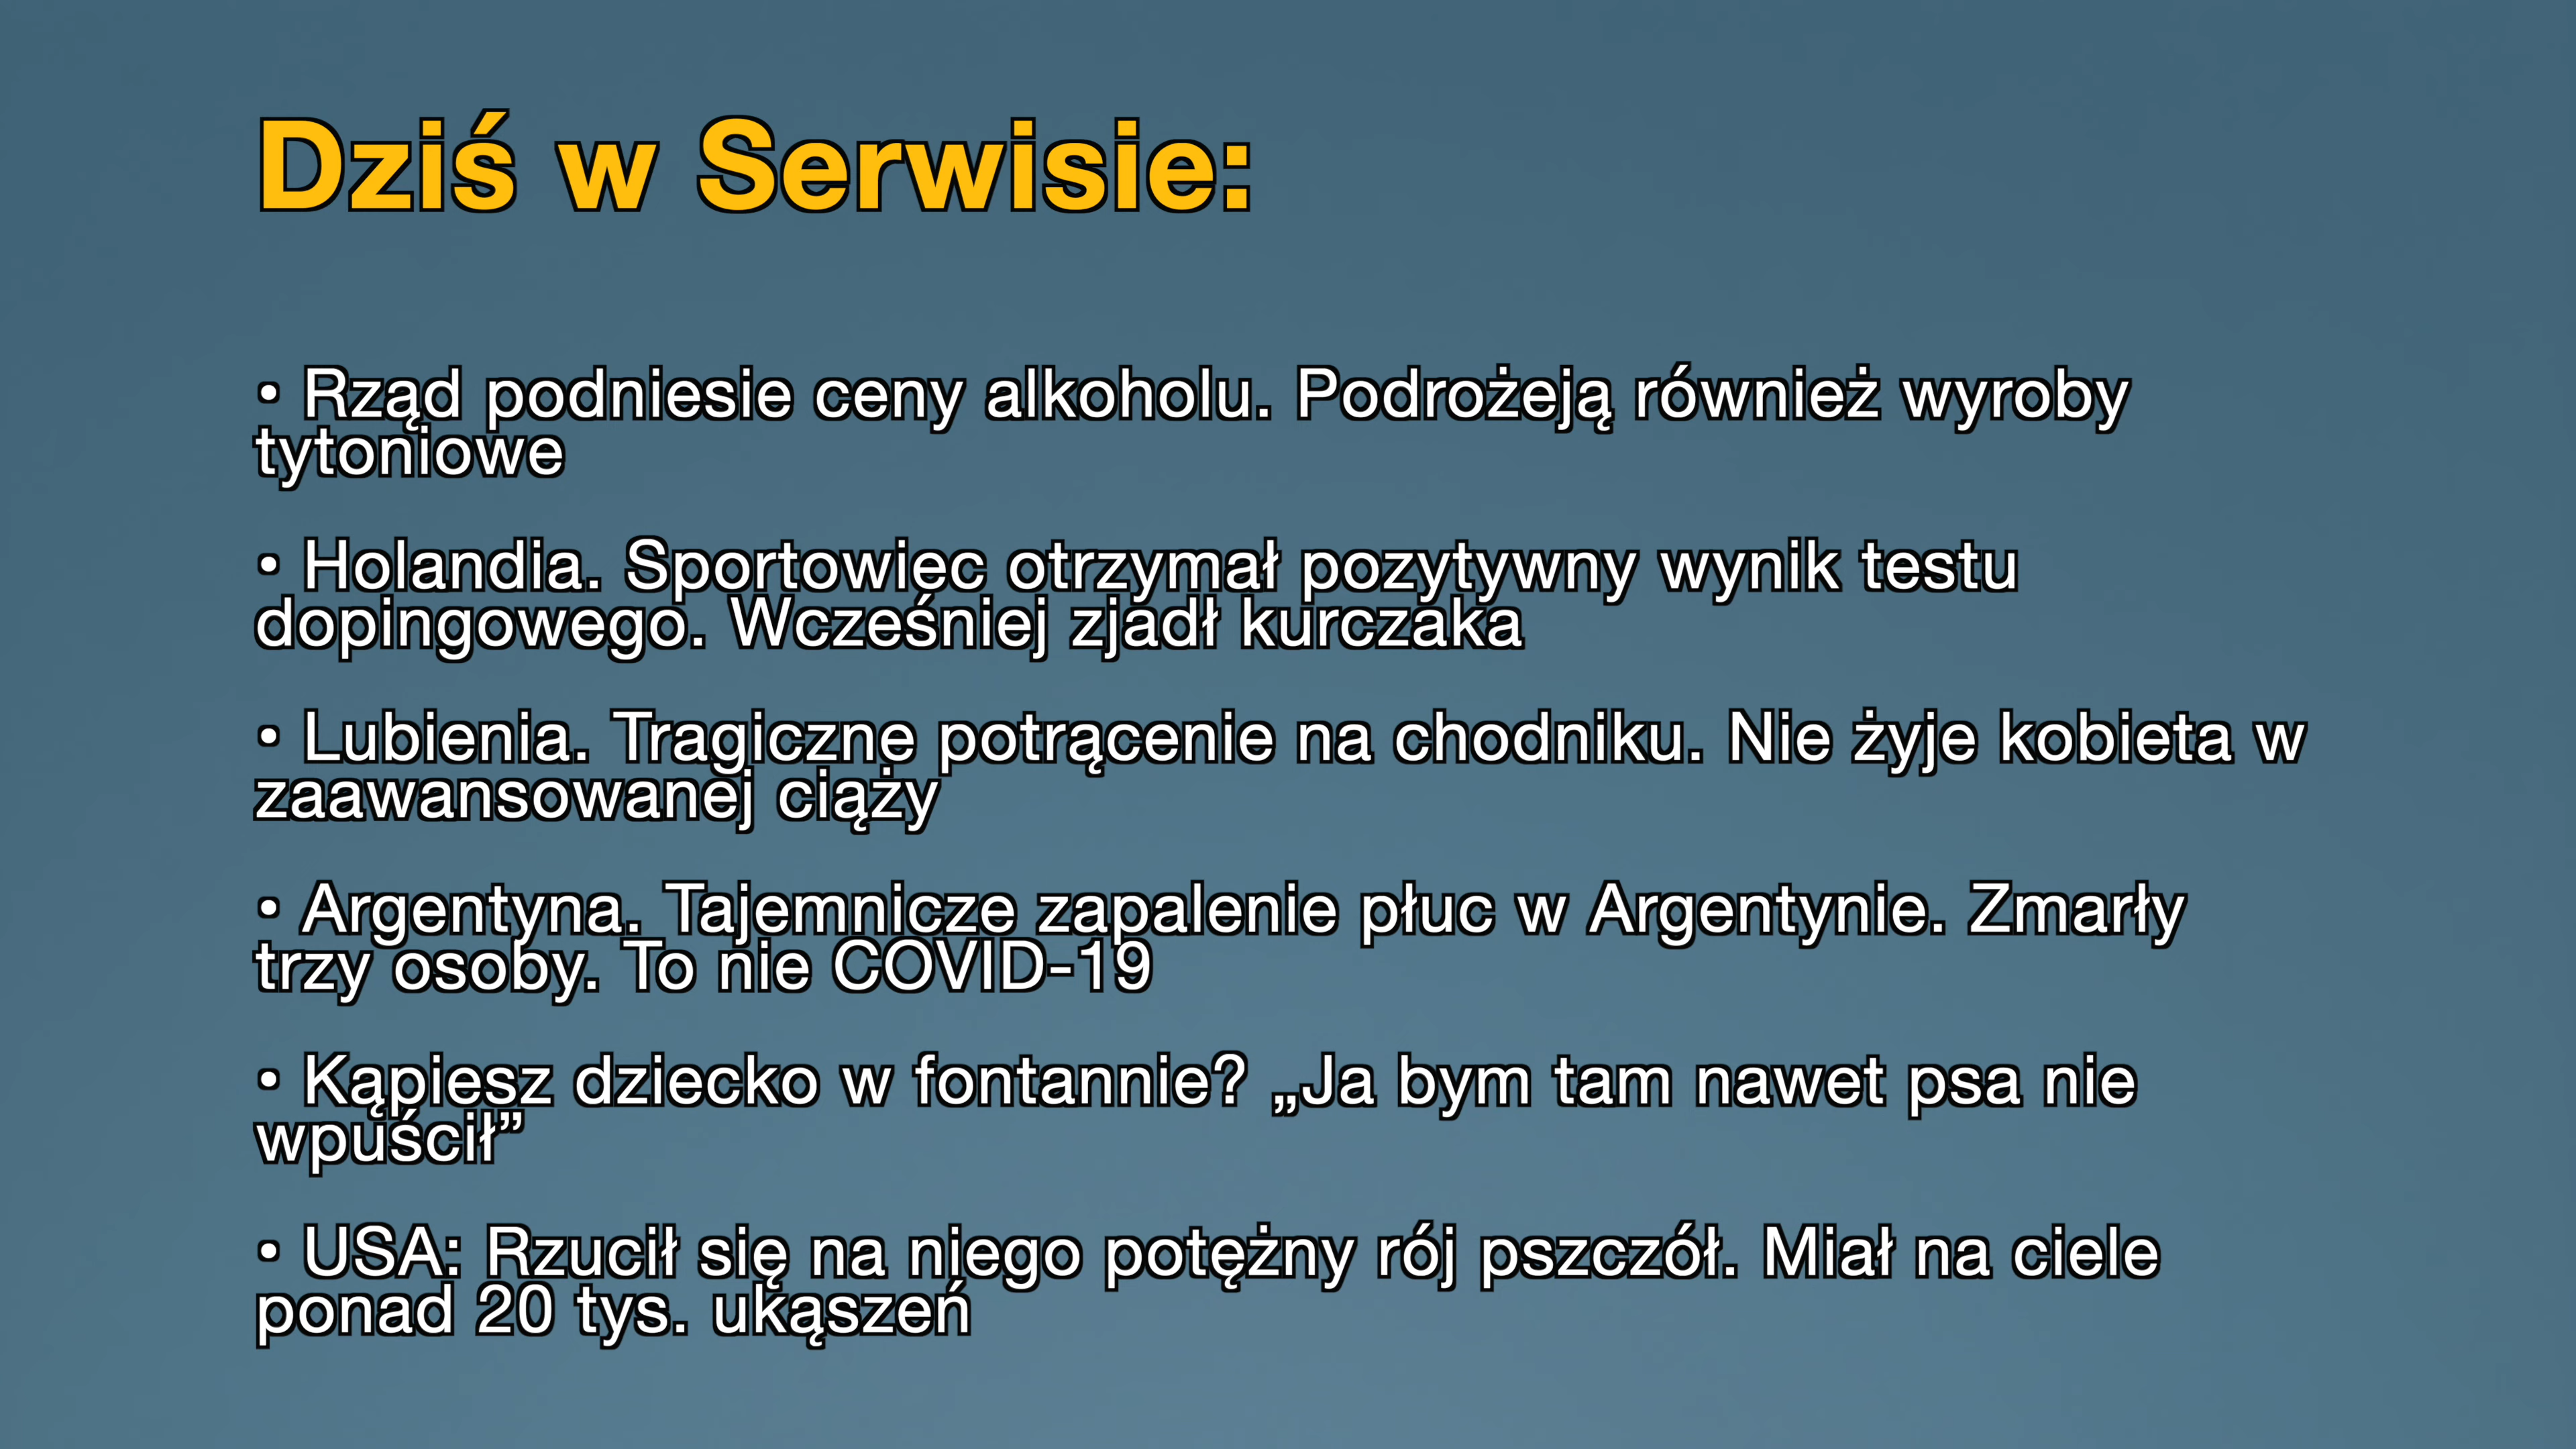 Dziś w Serwisie:
• Rząd podniesie ceny alkoholu. Podrożeją również wyroby
tytoniowe
• Holandia. Sportowiec otrzymał pozytywny wynik testu
dopingowego. Wcześniej zjadł kurczaka
• Lubienia. Tragiczne potrącenie na chodniku. Nie żyje kobieta w
zaawansowanej ciąży
• Argentyna. Tajemnicze zapalenie płuc w Argentynie. Zmarły
trzy osoby. To nie COVID-19
• Kąpiesz dziecko w fontannie? „Ja bym tam nawet psa nie
wpuścił”
• USA: Rzucił się na niego potężny rój pszczół. Miał na ciele
ponad 20 tys. ukąszeń